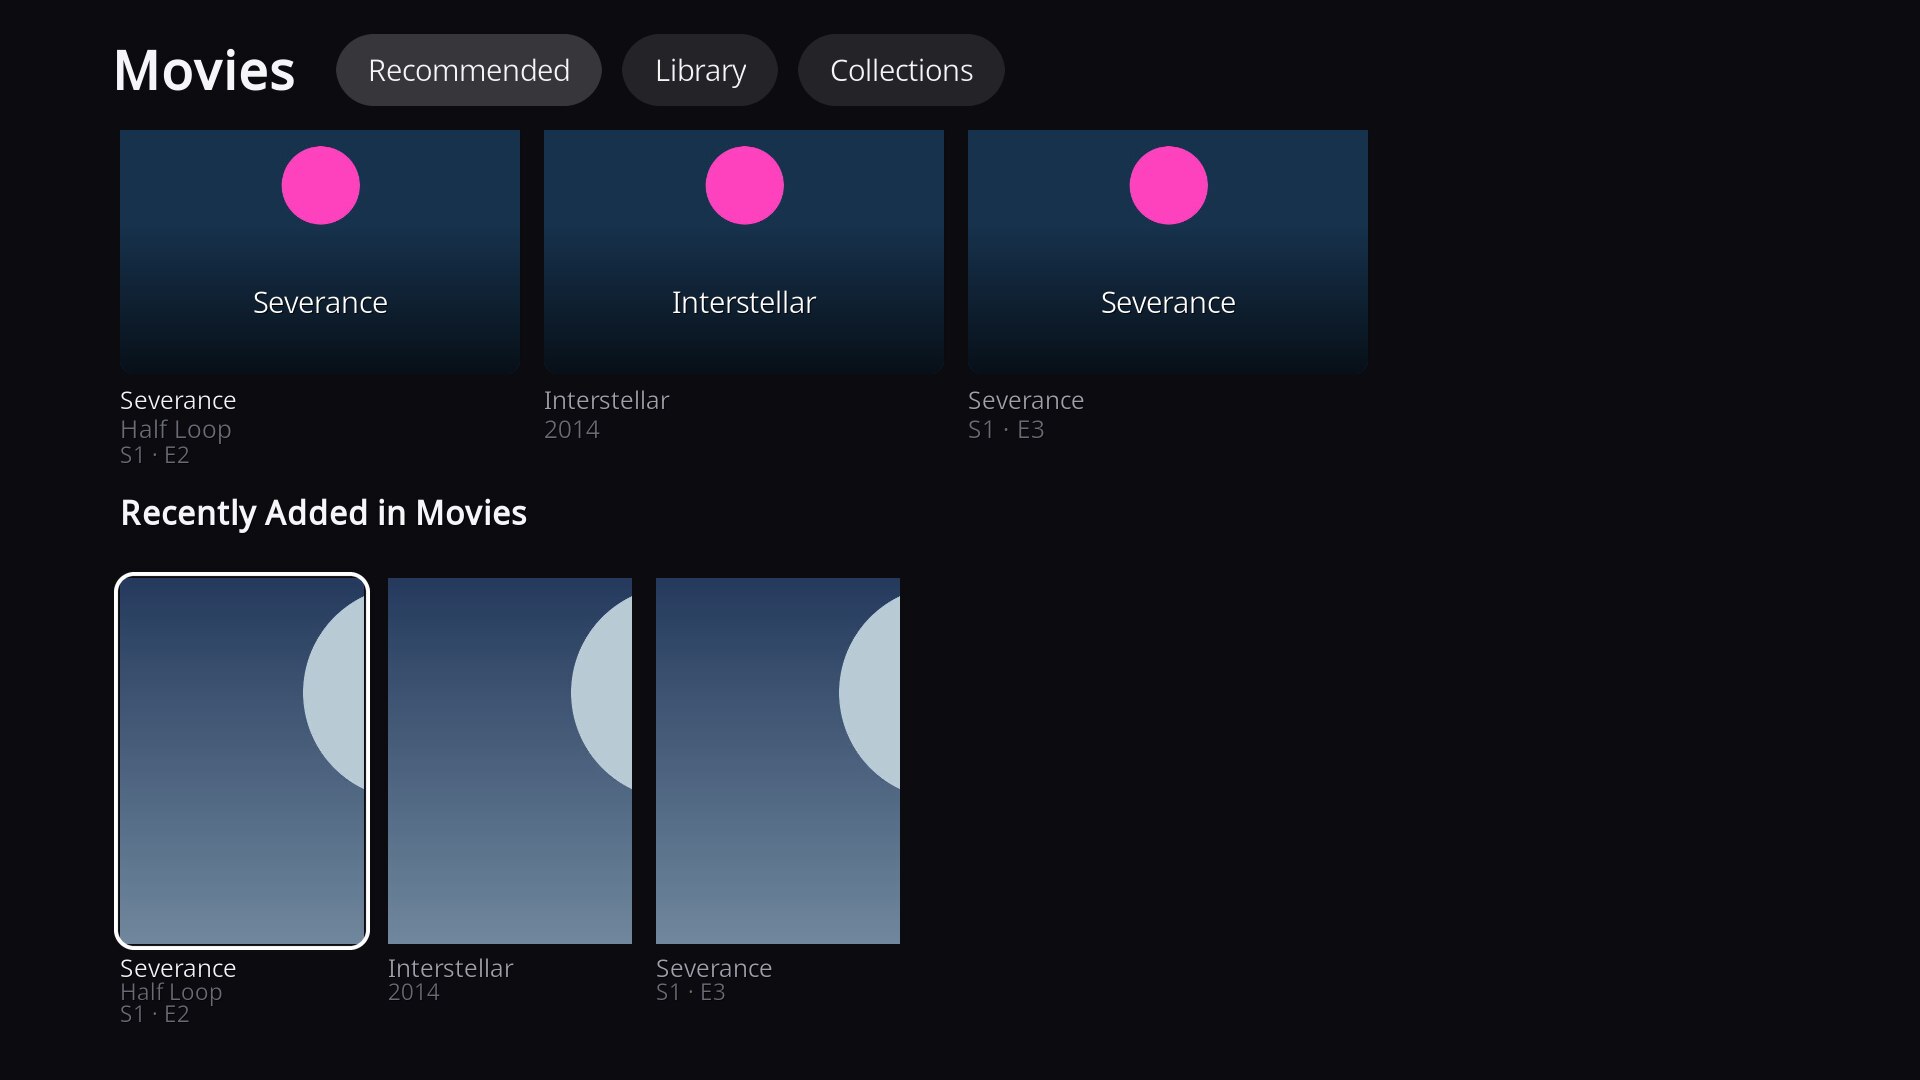 Movies
Recommended
Library
Collections
Severance
Interstellar
Severance
Severance
Half Loop
S1 · E2
Interstellar
2014
Severance
S1 · E3
Recently Added in Movies
Severance
Half Loop
S1 · E2
Interstellar
2014
Severance
S1 · E3